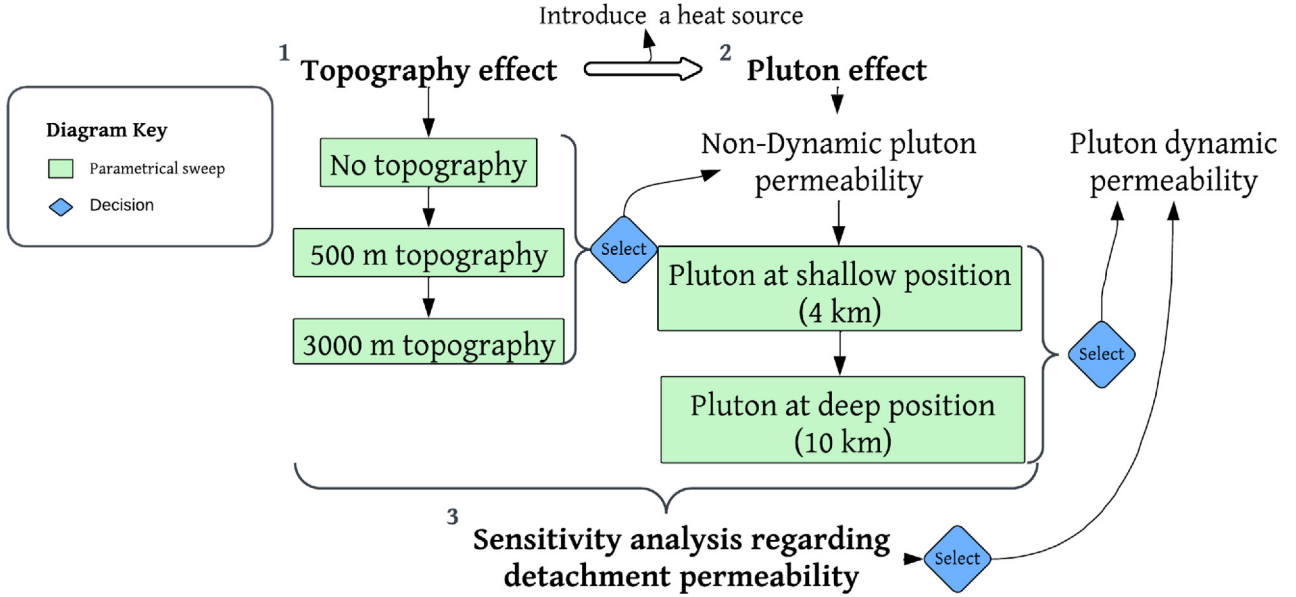 Introduce a heat source
1 Topography effect
2 Pluton effect
Diagram Key
Parametrical sweep
Decision
No topography
500 m topography
3000 m topography
Select
Non-Dynamic pluton
permeability
Pluton at shallow position
(4 km)
Pluton at deep position
(10 km)
Select
Pluton dynamic
permeability
3 Sensitivity analysis regarding
detachment permeability
Select